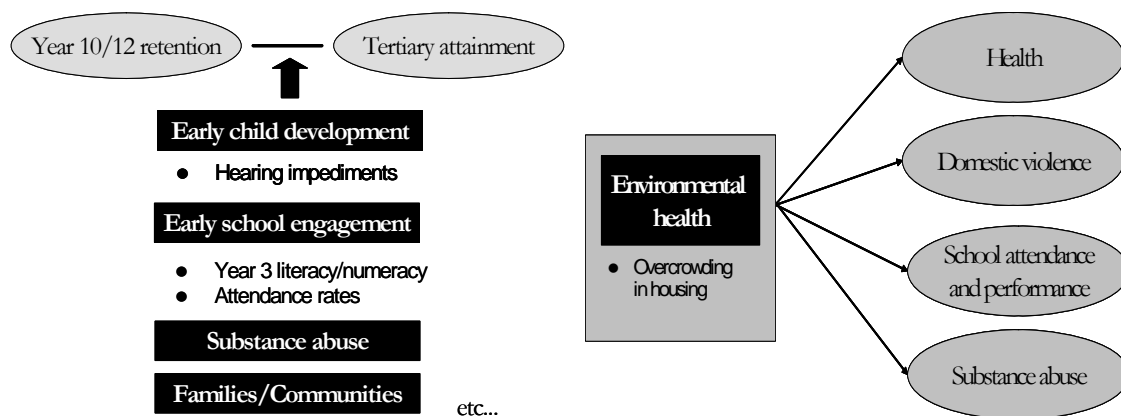 Year 10/12 retention
Tertiary attainment
Early child development
● Hearing impediments
Early school engagement
● Year 3 literacy/numeracy
● Attendance rates
Substance abuse
Families/Communities
etc...
Environmental
health
● Overcrowding
in housing
Health
Domestic violence
School attendance
and performance
Substance abuse